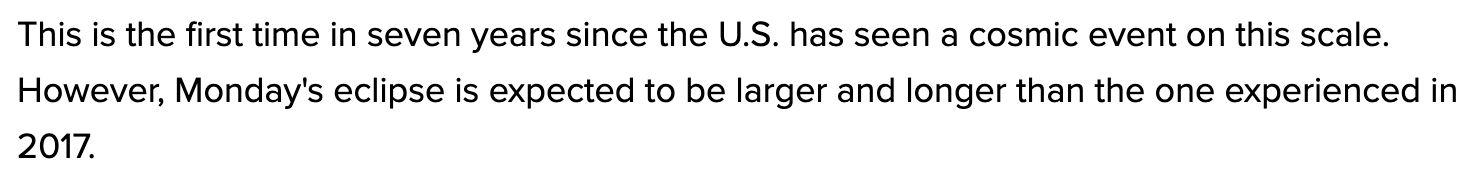 This is the first time in seven years since the U.S. has seen a cosmic event on this scale.
However, Monday's eclipse is expected to be larger and longer than the one experienced in
2017.